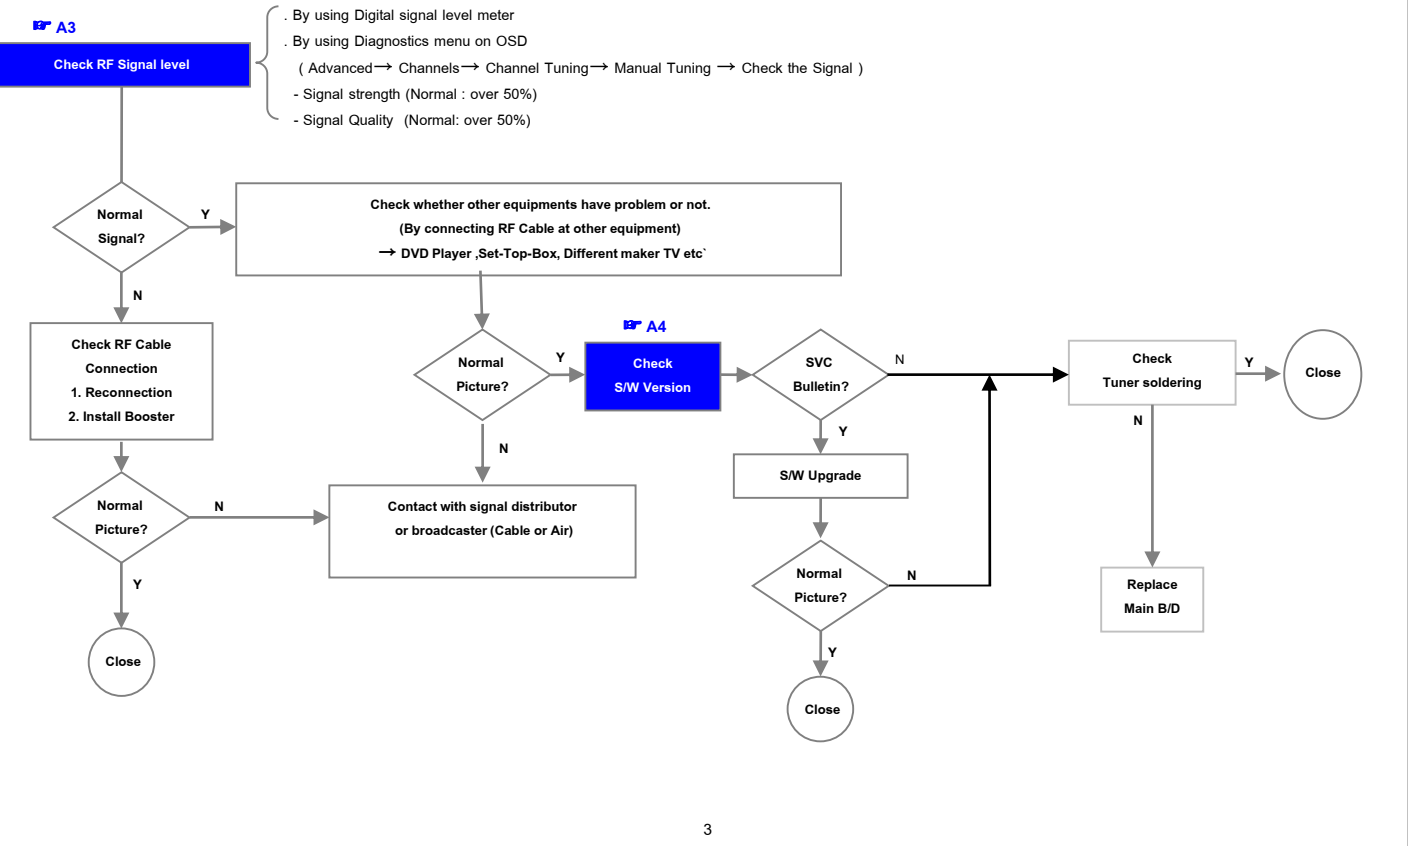 ☞ A3
Check RF Signal level
. By using Digital signal level meter
. By using Diagnostics menu on OSD
( Advanced→ Channels→ Channel Tuning→ Manual Tuning → Check the Signal )
- Signal strength (Normal : over 50%)
- Signal Quality (Normal: over 50%)
Normal
Signal?
Y
N
Check whether other equipments have problem or not.
(By connecting RF Cable at other equipment)
→ DVD Player ,Set-Top-Box, Different maker TV etc`
Check RF Cable
Connection
1. Reconnection
2. Install Booster
Normal
Picture?
N
Y
Close
Normal
Picture?
Y
N
Contact with signal distributor
or broadcaster (Cable or Air)
☞ A4
Check
S/W Version
SVC
Bulletin?
N
Y
S/W Upgrade
Normal
Picture?
N
Y
Close
Check
Tuner soldering
Y
N
Close
Replace
Main B/D
3